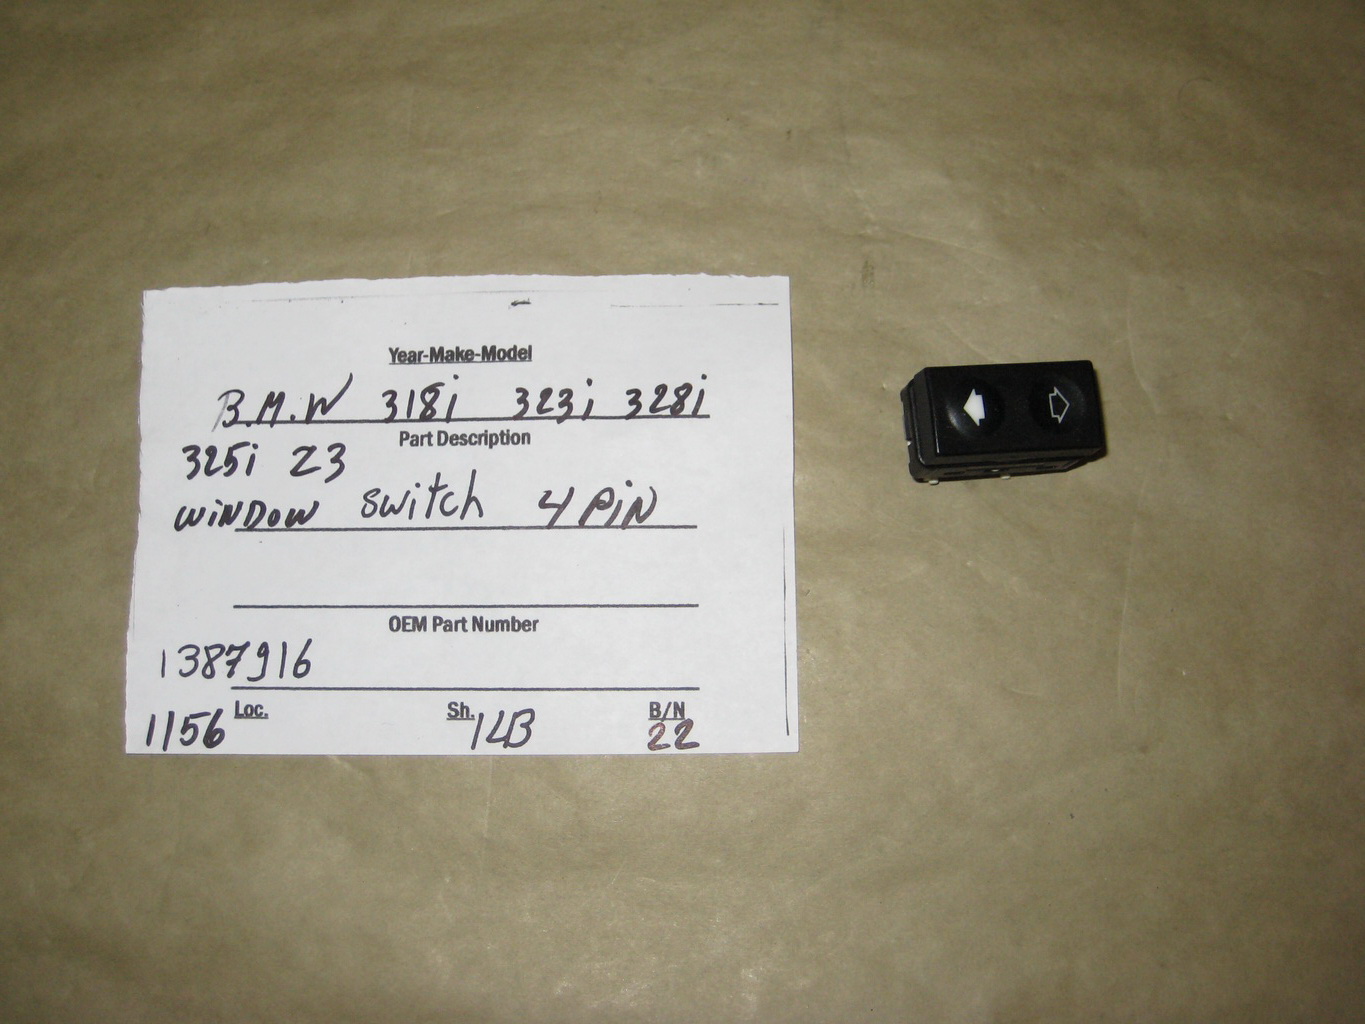 Year-Make-Model
B.M.W 318i 323i 328i
Part Description
325i Z3
WINDOW switch 4 PiN
OEM Part Number
1387916
Loc. Sh. B/N
1156 1LB 22